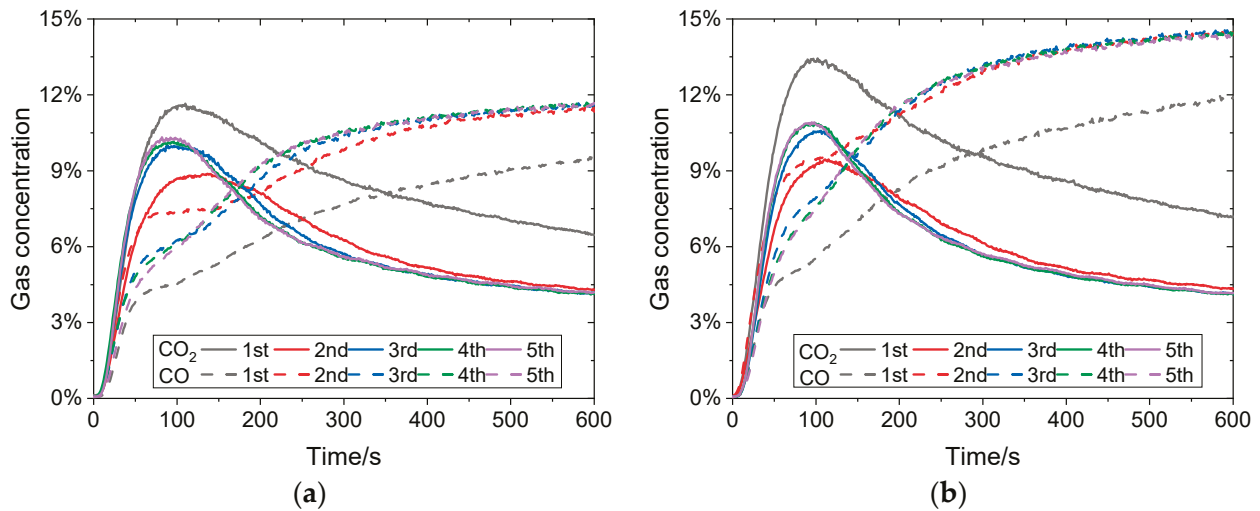 15%
12%
9%
6%
3%
0%
Gas concentration
CO₂ 1st 2nd 3rd 4th 5th
CO 1st 2nd 3rd 4th 5th
0 100 200 300 400 500 600
Time/s
(a)
15%
12%
9%
6%
3%
0%
Gas concentration
CO₂ 1st 2nd 3rd 4th 5th
CO 1st 2nd 3rd 4th 5th
0 100 200 300 400 500 600
Time/s
(b)